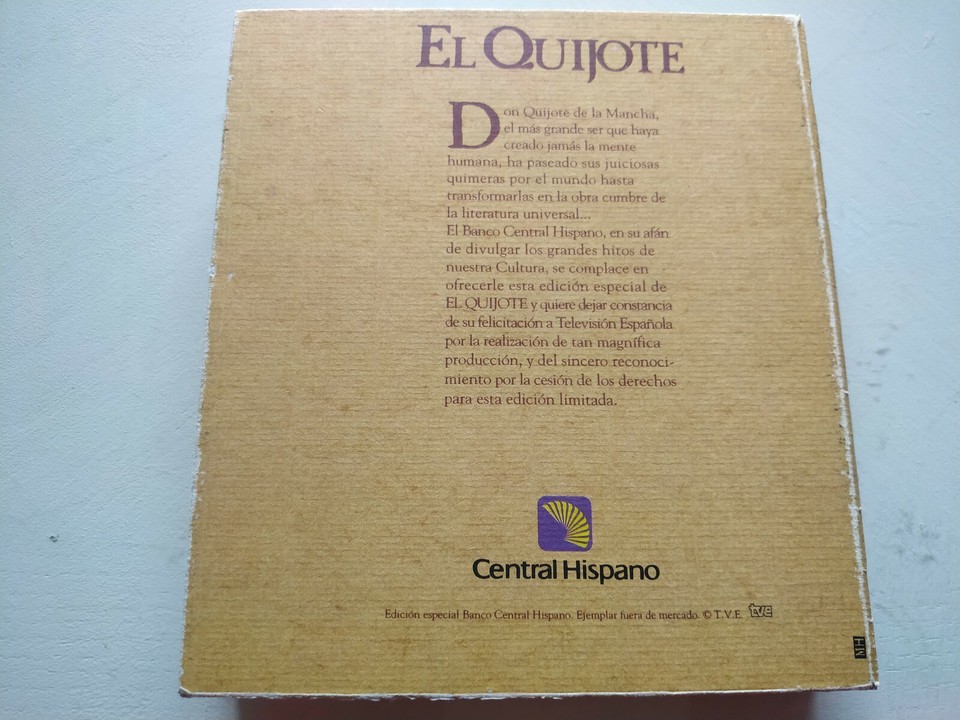 EL QUIJOTE
Don Quijote de la Mancha,
el más grande ser que haya
creado jamás la mente
humana, ha paseado sus juiciosas
quimeras por el mundo hasta
transformarlas en la obra cumbre de
la literatura universal...
El Banco Central Hispano, en su afán
de divulgar los grandes hitos de
nuestra Cultura, se complace en
ofrecerle esta edición especial de
EL QUIJOTE y quiere dejar constancia
de su felicitación a Televisión Española
por la realización de tan magnífica
producción, y del sincero reconoci-
miento por la cesión de los derechos
para esta edición limitada.
Central Hispano
Edición especial Banco Central Hispano. Ejemplar fuera de mercado. © T.V.E. tve
MH